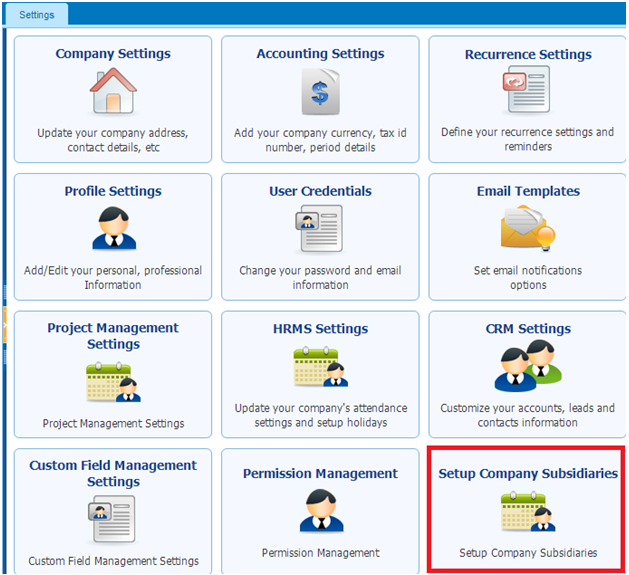 Settings
Company Settings
Update your company address,
contact details, etc
Accounting Settings
$
Add your company currency, tax id
number, period details
Recurrence Settings
Define your recurrence settings and
reminders
Profile Settings
Add/Edit your personal, professional
Information
User Credentials
Change your password and email
information
Email Templates
Set email notifications
options
Project Management
Settings
Project Management Settings
HRMS Settings
Update your company's attendance
settings and setup holidays
CRM Settings
Customize your accounts, leads and
contacts information
Custom Field Management
Settings
Custom Field Management Settings
Permission Management
Permission Management
Setup Company Subsidiaries
Setup Company Subsidiaries